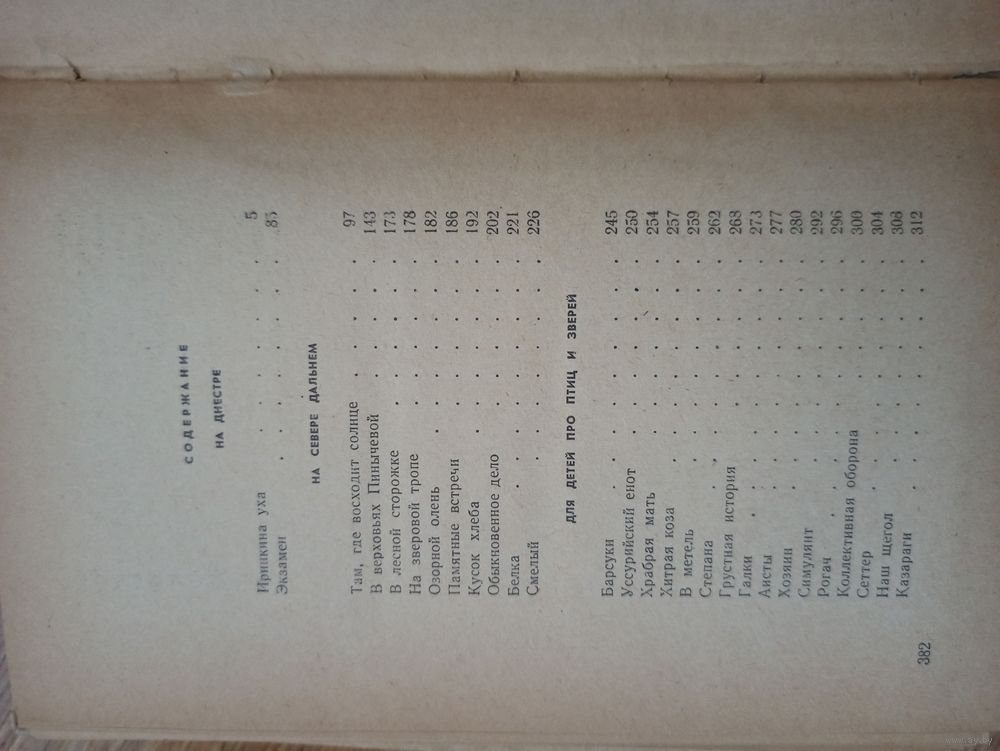 СОДЕРЖАНИЕ
НА ДНЕСТРЕ
Иришкина уха . . . . . . . 5
Экзамен . . . . . . . . 85
НА СЕВЕРЕ ДАЛЬНЕМ
Там, где восходит солнце . . . . . 97
В верховьях Пинычевой . . . . . 143
В лесной сторожке . . . . . . 173
На звериной тропе . . . . . . 178
Озорной олень . . . . . . . 182
Памятные встречи . . . . . . 186
Кусок хлеба . . . . . . . 192
Обыкновенное дело . . . . . . 202
Белка . . . . . . . . . 221
Смелый . . . . . . . . 226
ДЛЯ ДЕТЕЙ ПРО ПТИЦ И ЗВЕРЕЙ
Барсуки . . . . . . . . . 245
Уссурийский енот . . . . . . 250
Храбрая мать . . . . . . . 254
Хитрая коза . . . . . . . 257
В метель . . . . . . . . 259
Степана . . . . . . . . 262
Грустная история . . . . . . 268
Галки . . . . . . . . . 273
Аисты . . . . . . . . . 277
Хозяин . . . . . . . . 280
Симулянт . . . . . . . . 292
Рогач . . . . . . . . . 296
Коллективная оборона . . . . . 300
Сеттер . . . . . . . . . 304
Наш щегол . . . . . . . 308
Казараги . . . . . . . . 312
382
www.ay.by